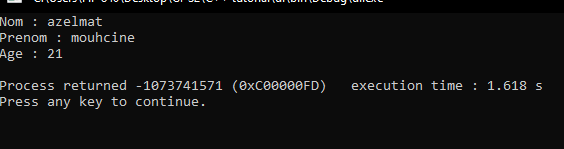 Nom : azelmat
Prenom : mouhcine
Age : 21
Process returned -1073741571 (0xC00000FD)   execution time : 1.618 s
Press any key to continue.